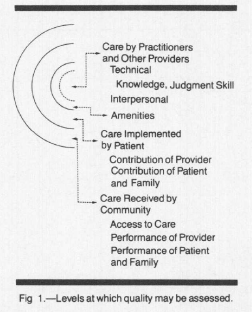 Care by Practitioners
and Other Providers
Technical
Knowledge, Judgment Skill
Interpersonal
Amenities
Care Implemented
by Patient
Contribution of Provider
Contribution of Patient
and Family
Care Received by
Community
Access to Care
Performance of Provider
Performance of Patient
and Family
Fig 1.—Levels at which quality may be assessed.